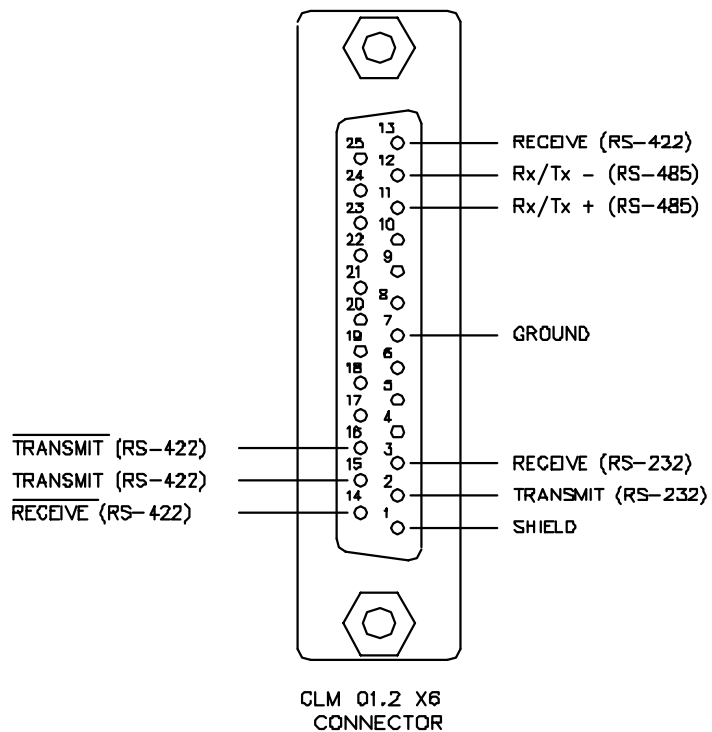 13
RECEIVE (RS-422)
25
12
Rx/Tx - (RS-485)
24
11
Rx/Tx + (RS-485)
23
10
22
9
21
8
20
7
GROUND
19
6
18
5
17
4
16
TRANSMIT (RS-422)
3
RECEIVE (RS-232)
15
TRANSMIT (RS-422)
2
TRANSMIT (RS-232)
14
RECEIVE (RS-422)
1
SHIELD
CLM 01.2 X6
CONNECTOR